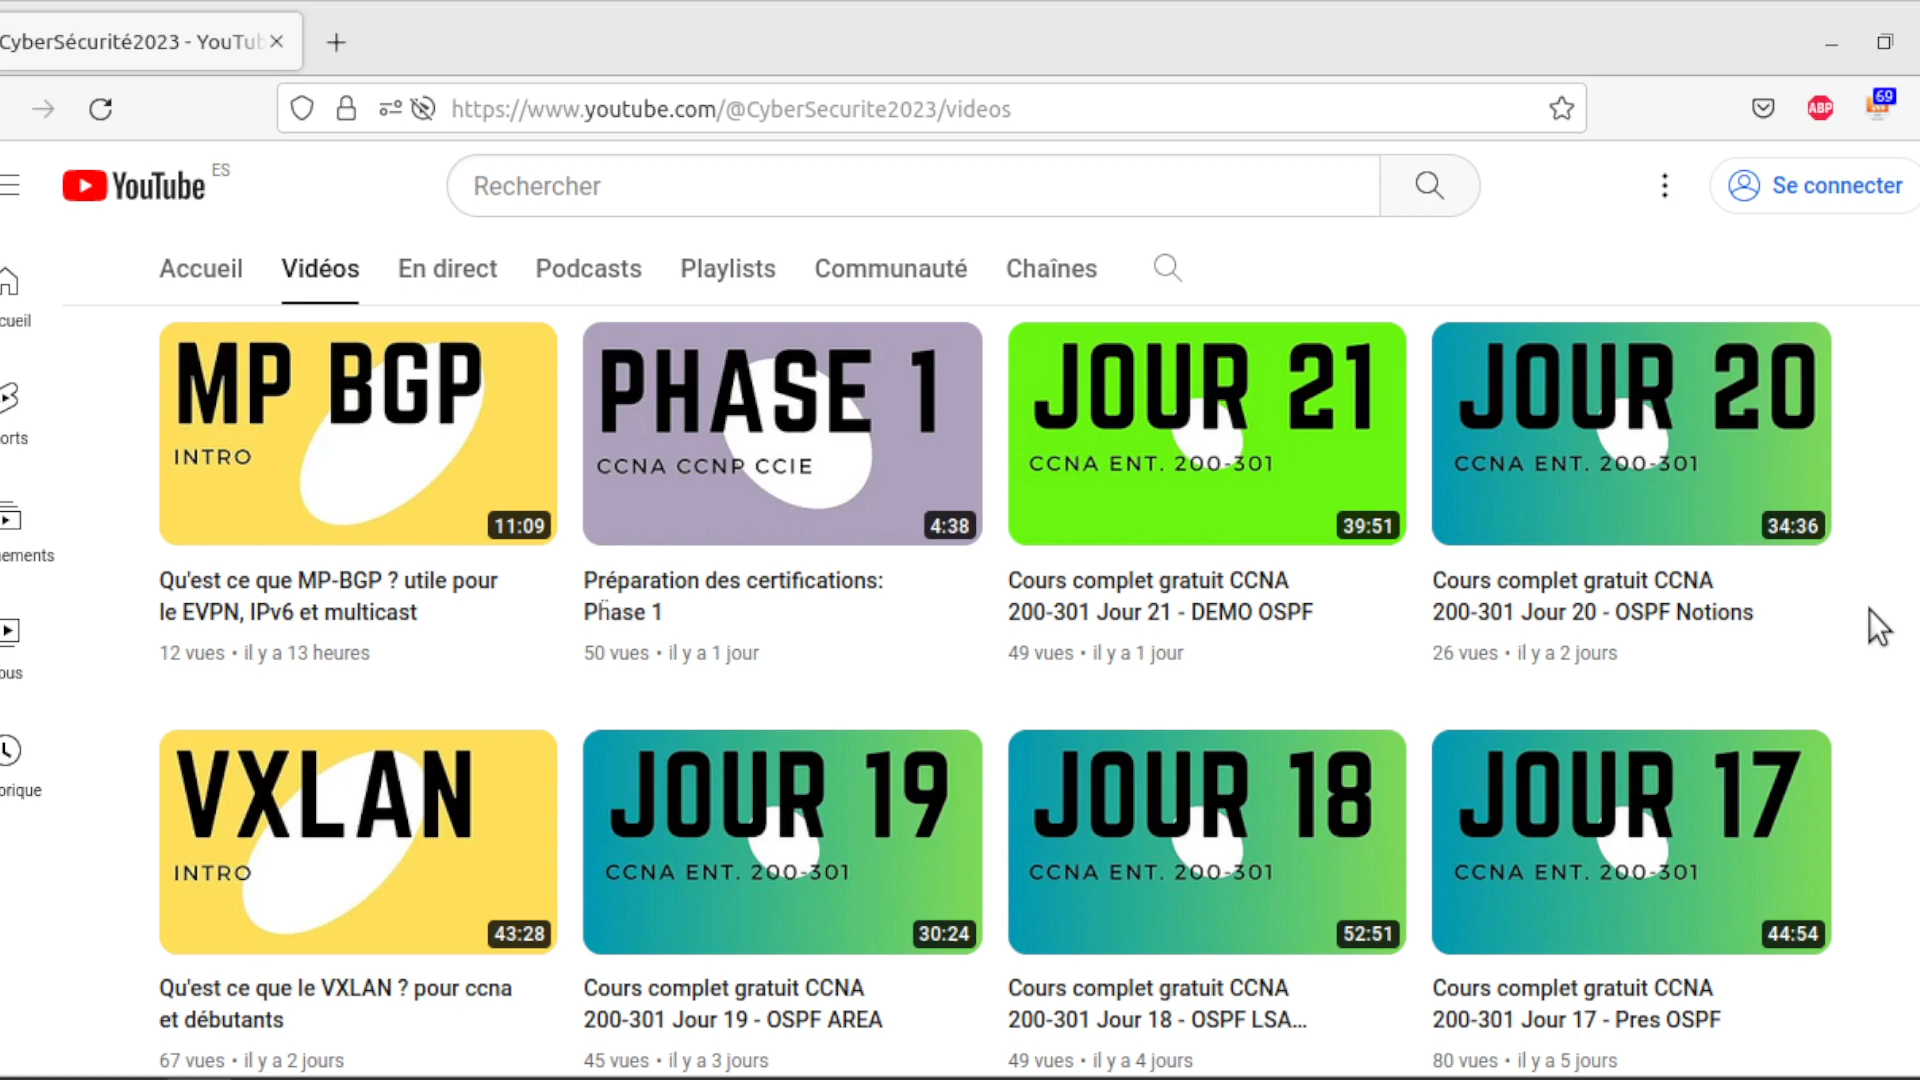 CyberSécurité2023 - YouTub
https://www.youtube.com/@CyberSecurite2023/videos
ABP
69
YouTube ES
Rechercher
Se connecter
Accueil Vidéos En direct Podcasts Playlists Communauté Chaînes
cueil
orts
ements
ous
orique
MP BGP
INTRO
11:09
Qu'est ce que MP-BGP ? utile pour
le EVPN, IPv6 et multicast
12 vues • il y a 13 heures
PHASE 1
CCNA CCNP CCIE
4:38
Préparation des certifications:
Phase 1
50 vues • il y a 1 jour
JOUR 21
CCNA ENT. 200-301
39:51
Cours complet gratuit CCNA
200-301 Jour 21 - DEMO OSPF
49 vues • il y a 1 jour
JOUR 20
CCNA ENT. 200-301
34:36
Cours complet gratuit CCNA
200-301 Jour 20 - OSPF Notions
26 vues • il y a 2 jours
VXLAN
INTRO
43:28
Qu'est ce que le VXLAN ? pour ccna
et débutants
67 vues • il y a 2 jours
JOUR 19
CCNA ENT. 200-301
30:24
Cours complet gratuit CCNA
200-301 Jour 19 - OSPF AREA
45 vues • il y a 3 jours
JOUR 18
CCNA ENT. 200-301
52:51
Cours complet gratuit CCNA
200-301 Jour 18 - OSPF LSA...
49 vues • il y a 4 jours
JOUR 17
CCNA ENT. 200-301
44:54
Cours complet gratuit CCNA
200-301 Jour 17 - Pres OSPF
80 vues • il y a 5 jours